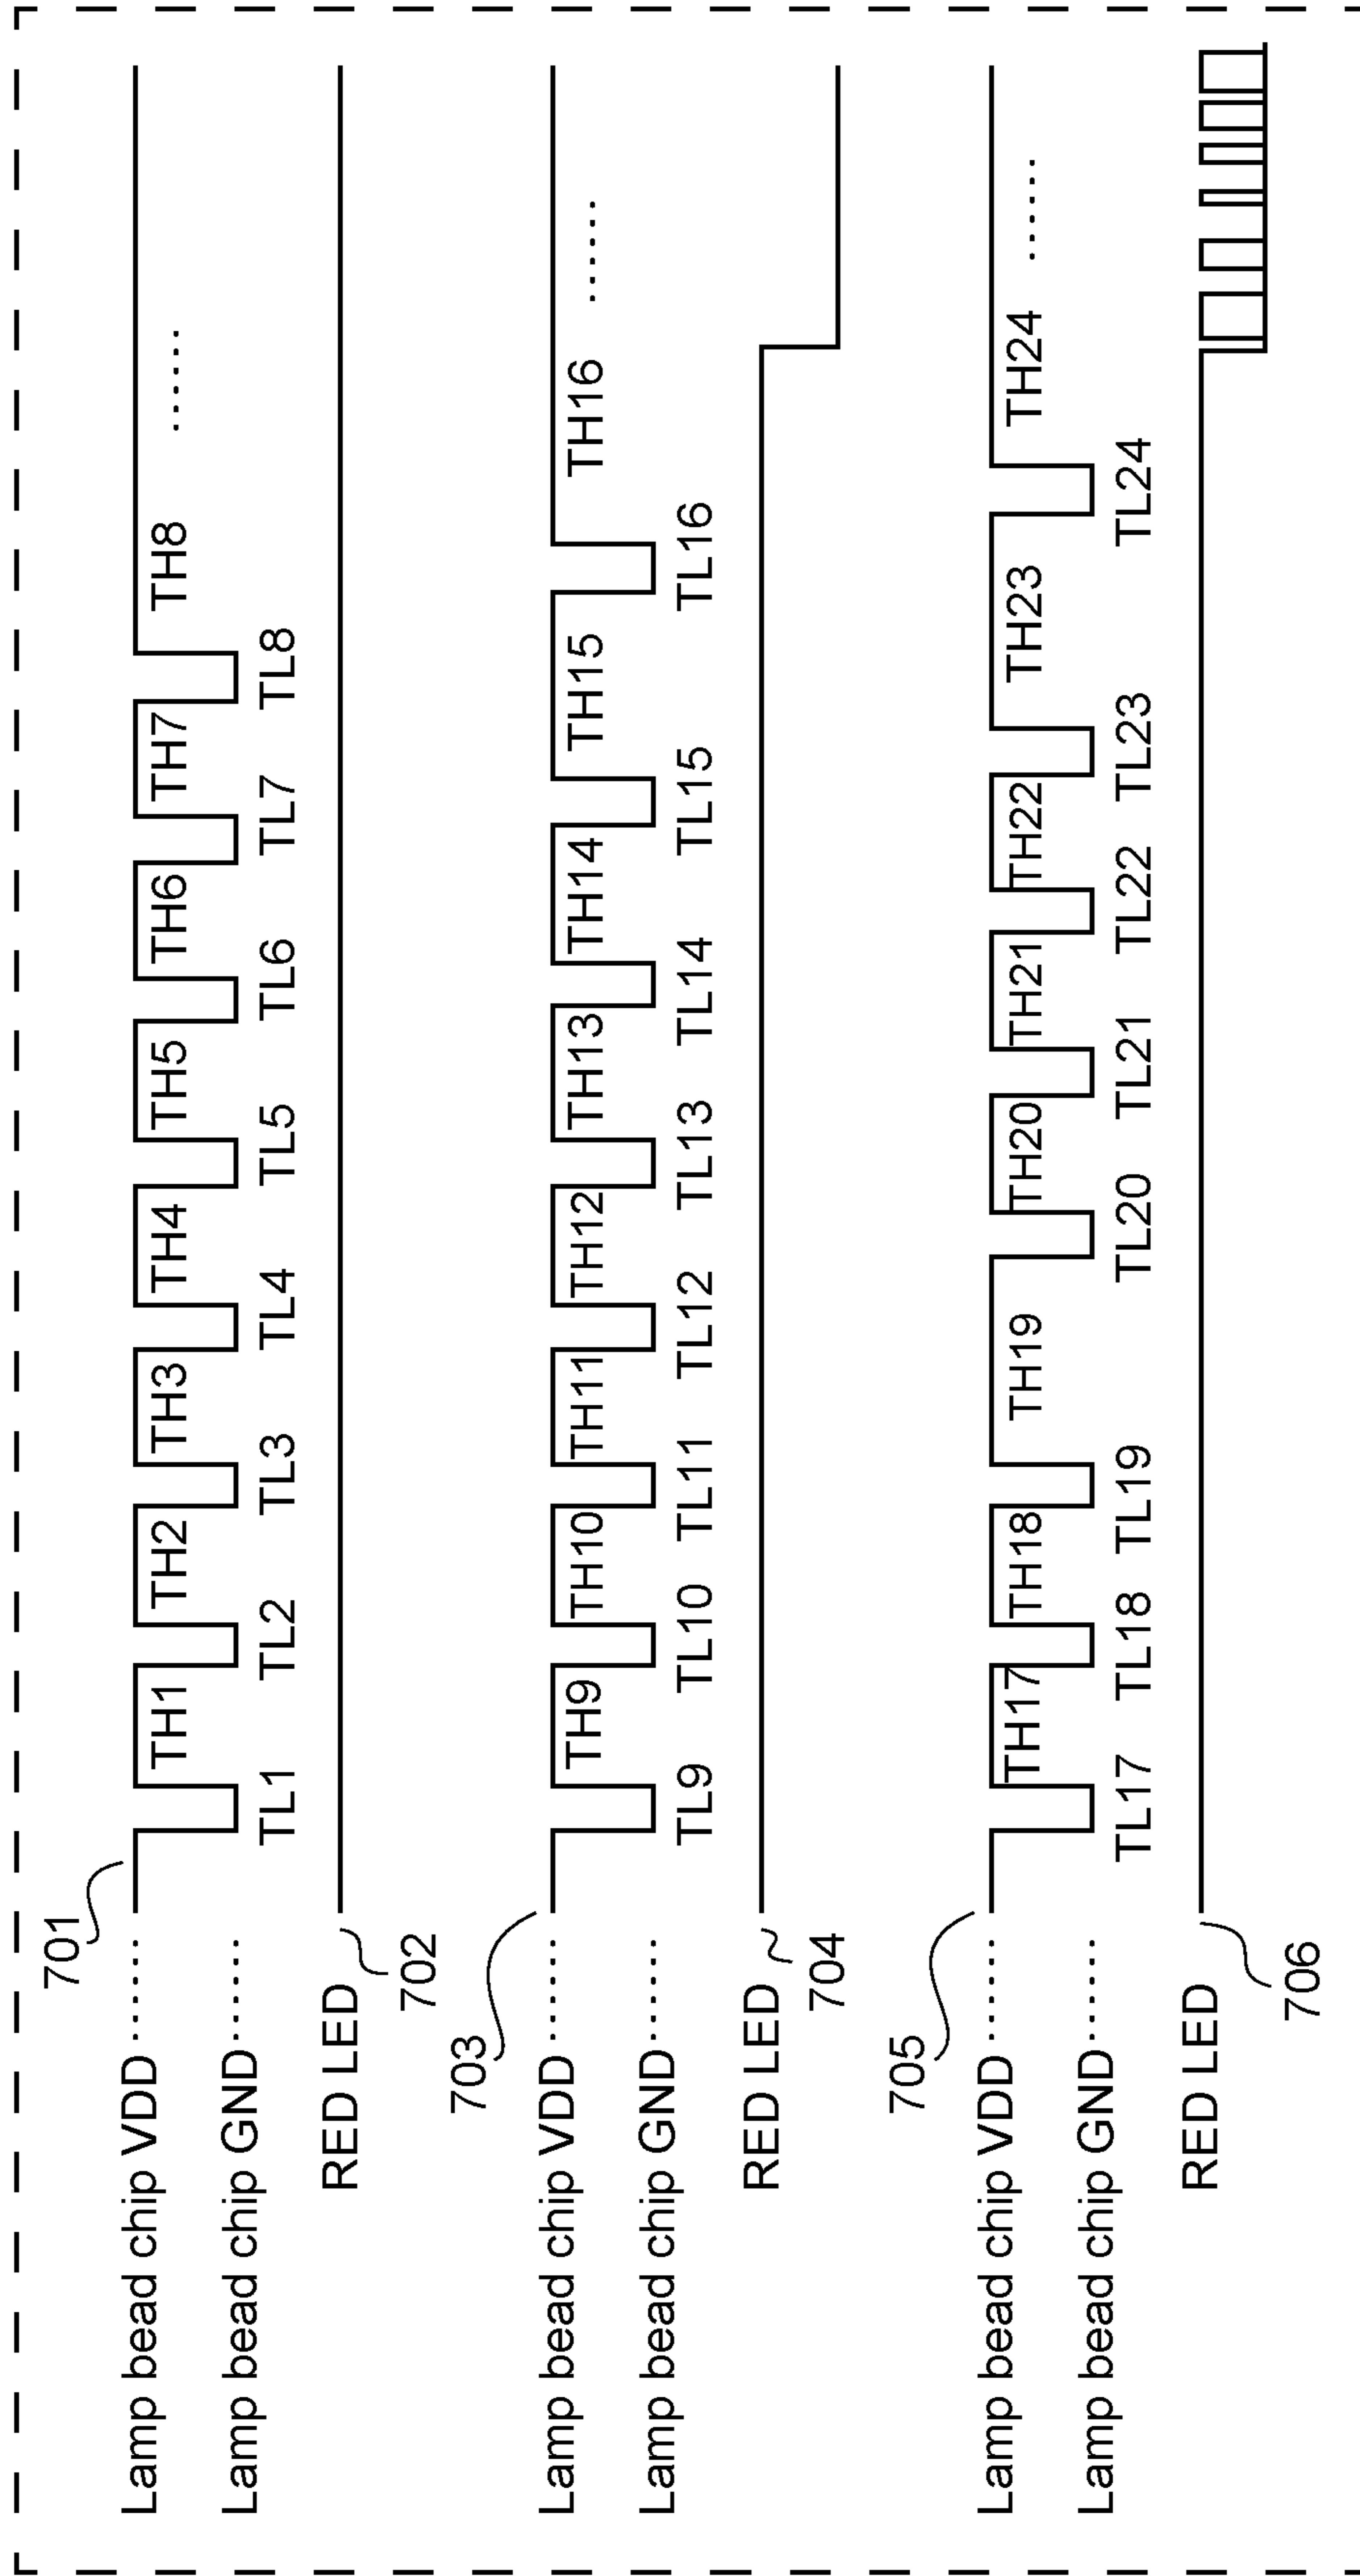 701
Lamp bead chip VDD ......
TH1 TH2 TH3 TH4 TH5 TH6 TH7 TH8 ......
Lamp bead chip GND ......
TL1 TL2 TL3 TL4 TL5 TL6 TL7 TL8
RED LED
702
703
Lamp bead chip VDD ......
TH9 TH10 TH11 TH12 TH13 TH14 TH15 TH16 ......
Lamp bead chip GND ......
TL9 TL10 TL11 TL12 TL13 TL14 TL15 TL16
RED LED
704
705
Lamp bead chip VDD ......
TH17 TH18 TH19 TH20 TH21 TH22 TH23 TH24 ......
Lamp bead chip GND ......
TL17 TL18 TL19 TL20 TL21 TL22 TL23 TL24
RED LED
706